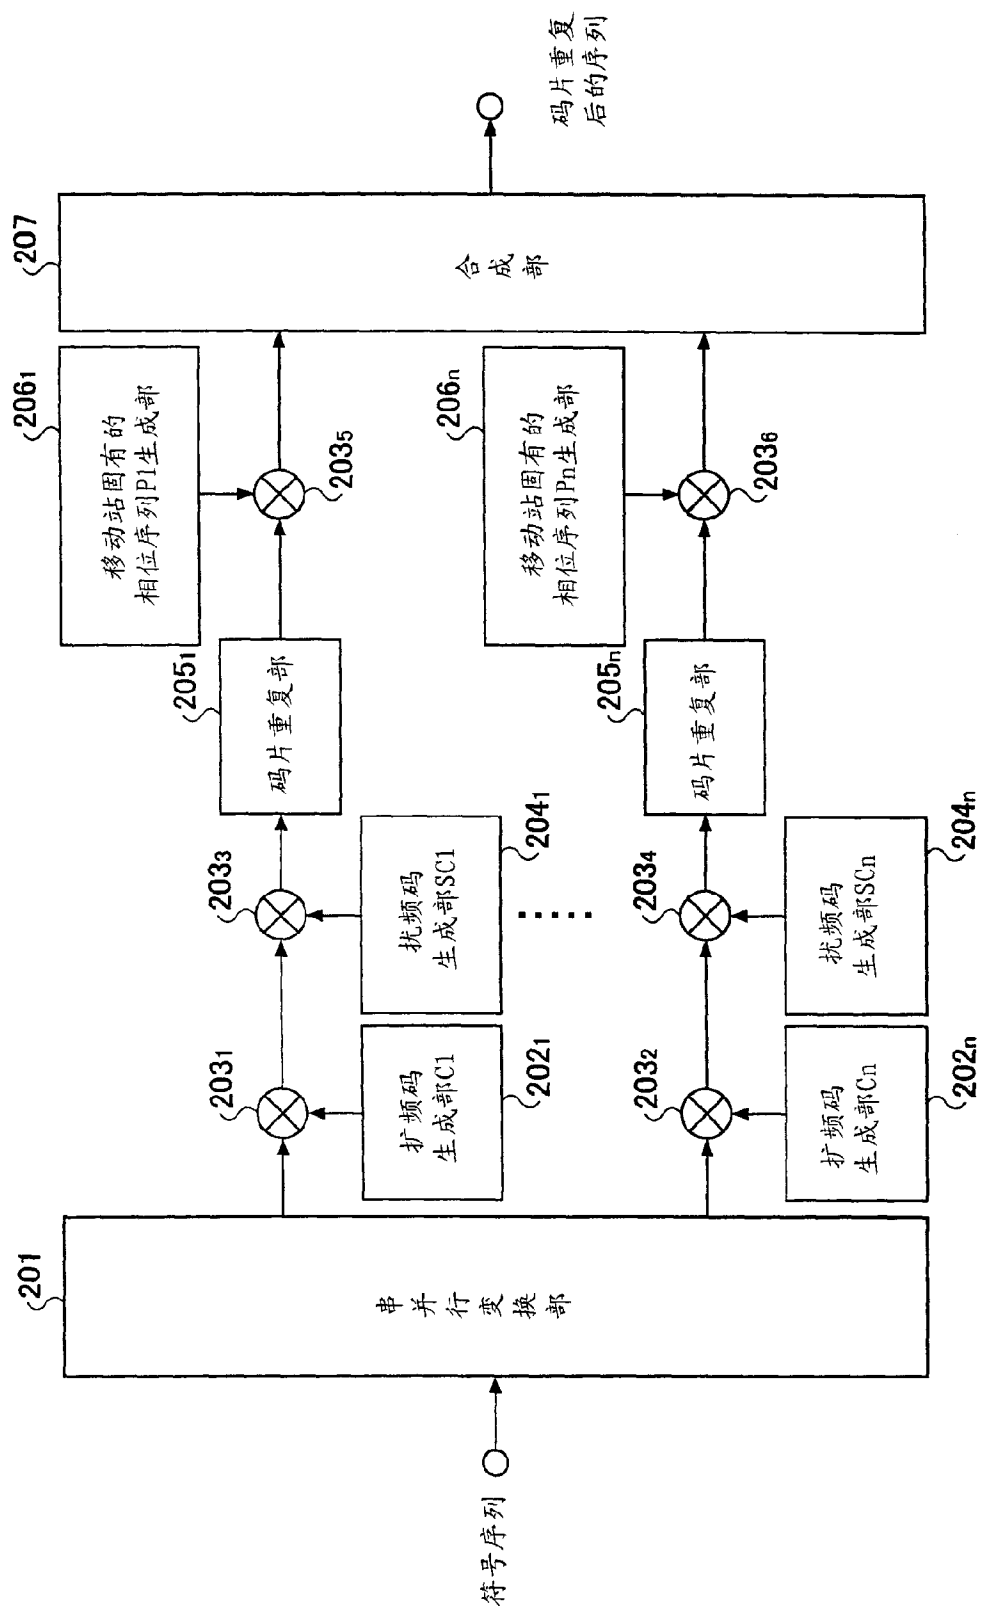 符号序列
201
串并行变换部
203₁
扩频码
生成部C1
202₁
203₃
扰频码
生成部SC1
204₁
205₁
码片重复部
206₁
移动站固有的
相位序列P1生成部
203₅
203₂
扩频码
生成部Cn
202n
203₄
扰频码
生成部SCn
204n
205n
码片重复部
206n
移动站固有的
相位序列Pn生成部
203₆
207
合成部
码片重复
后的序列